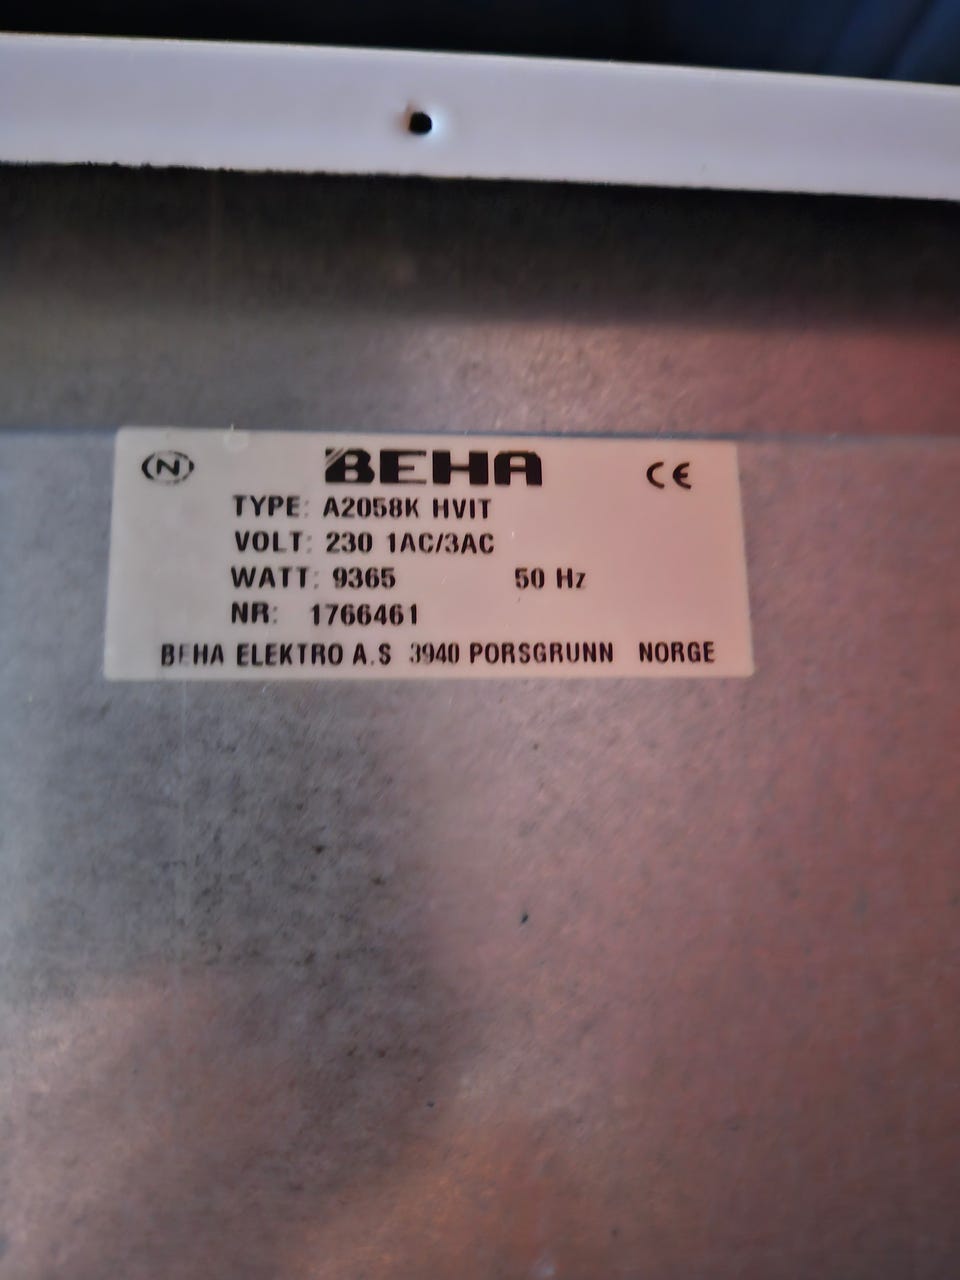 N BEHA CE
TYPE: A2058K HVIT
VOLT: 230 1AC/3AC
WATT: 9365 50 Hz
NR: 1766461
BEHA ELEKTRO A.S 3940 PORSGRUNN NORGE